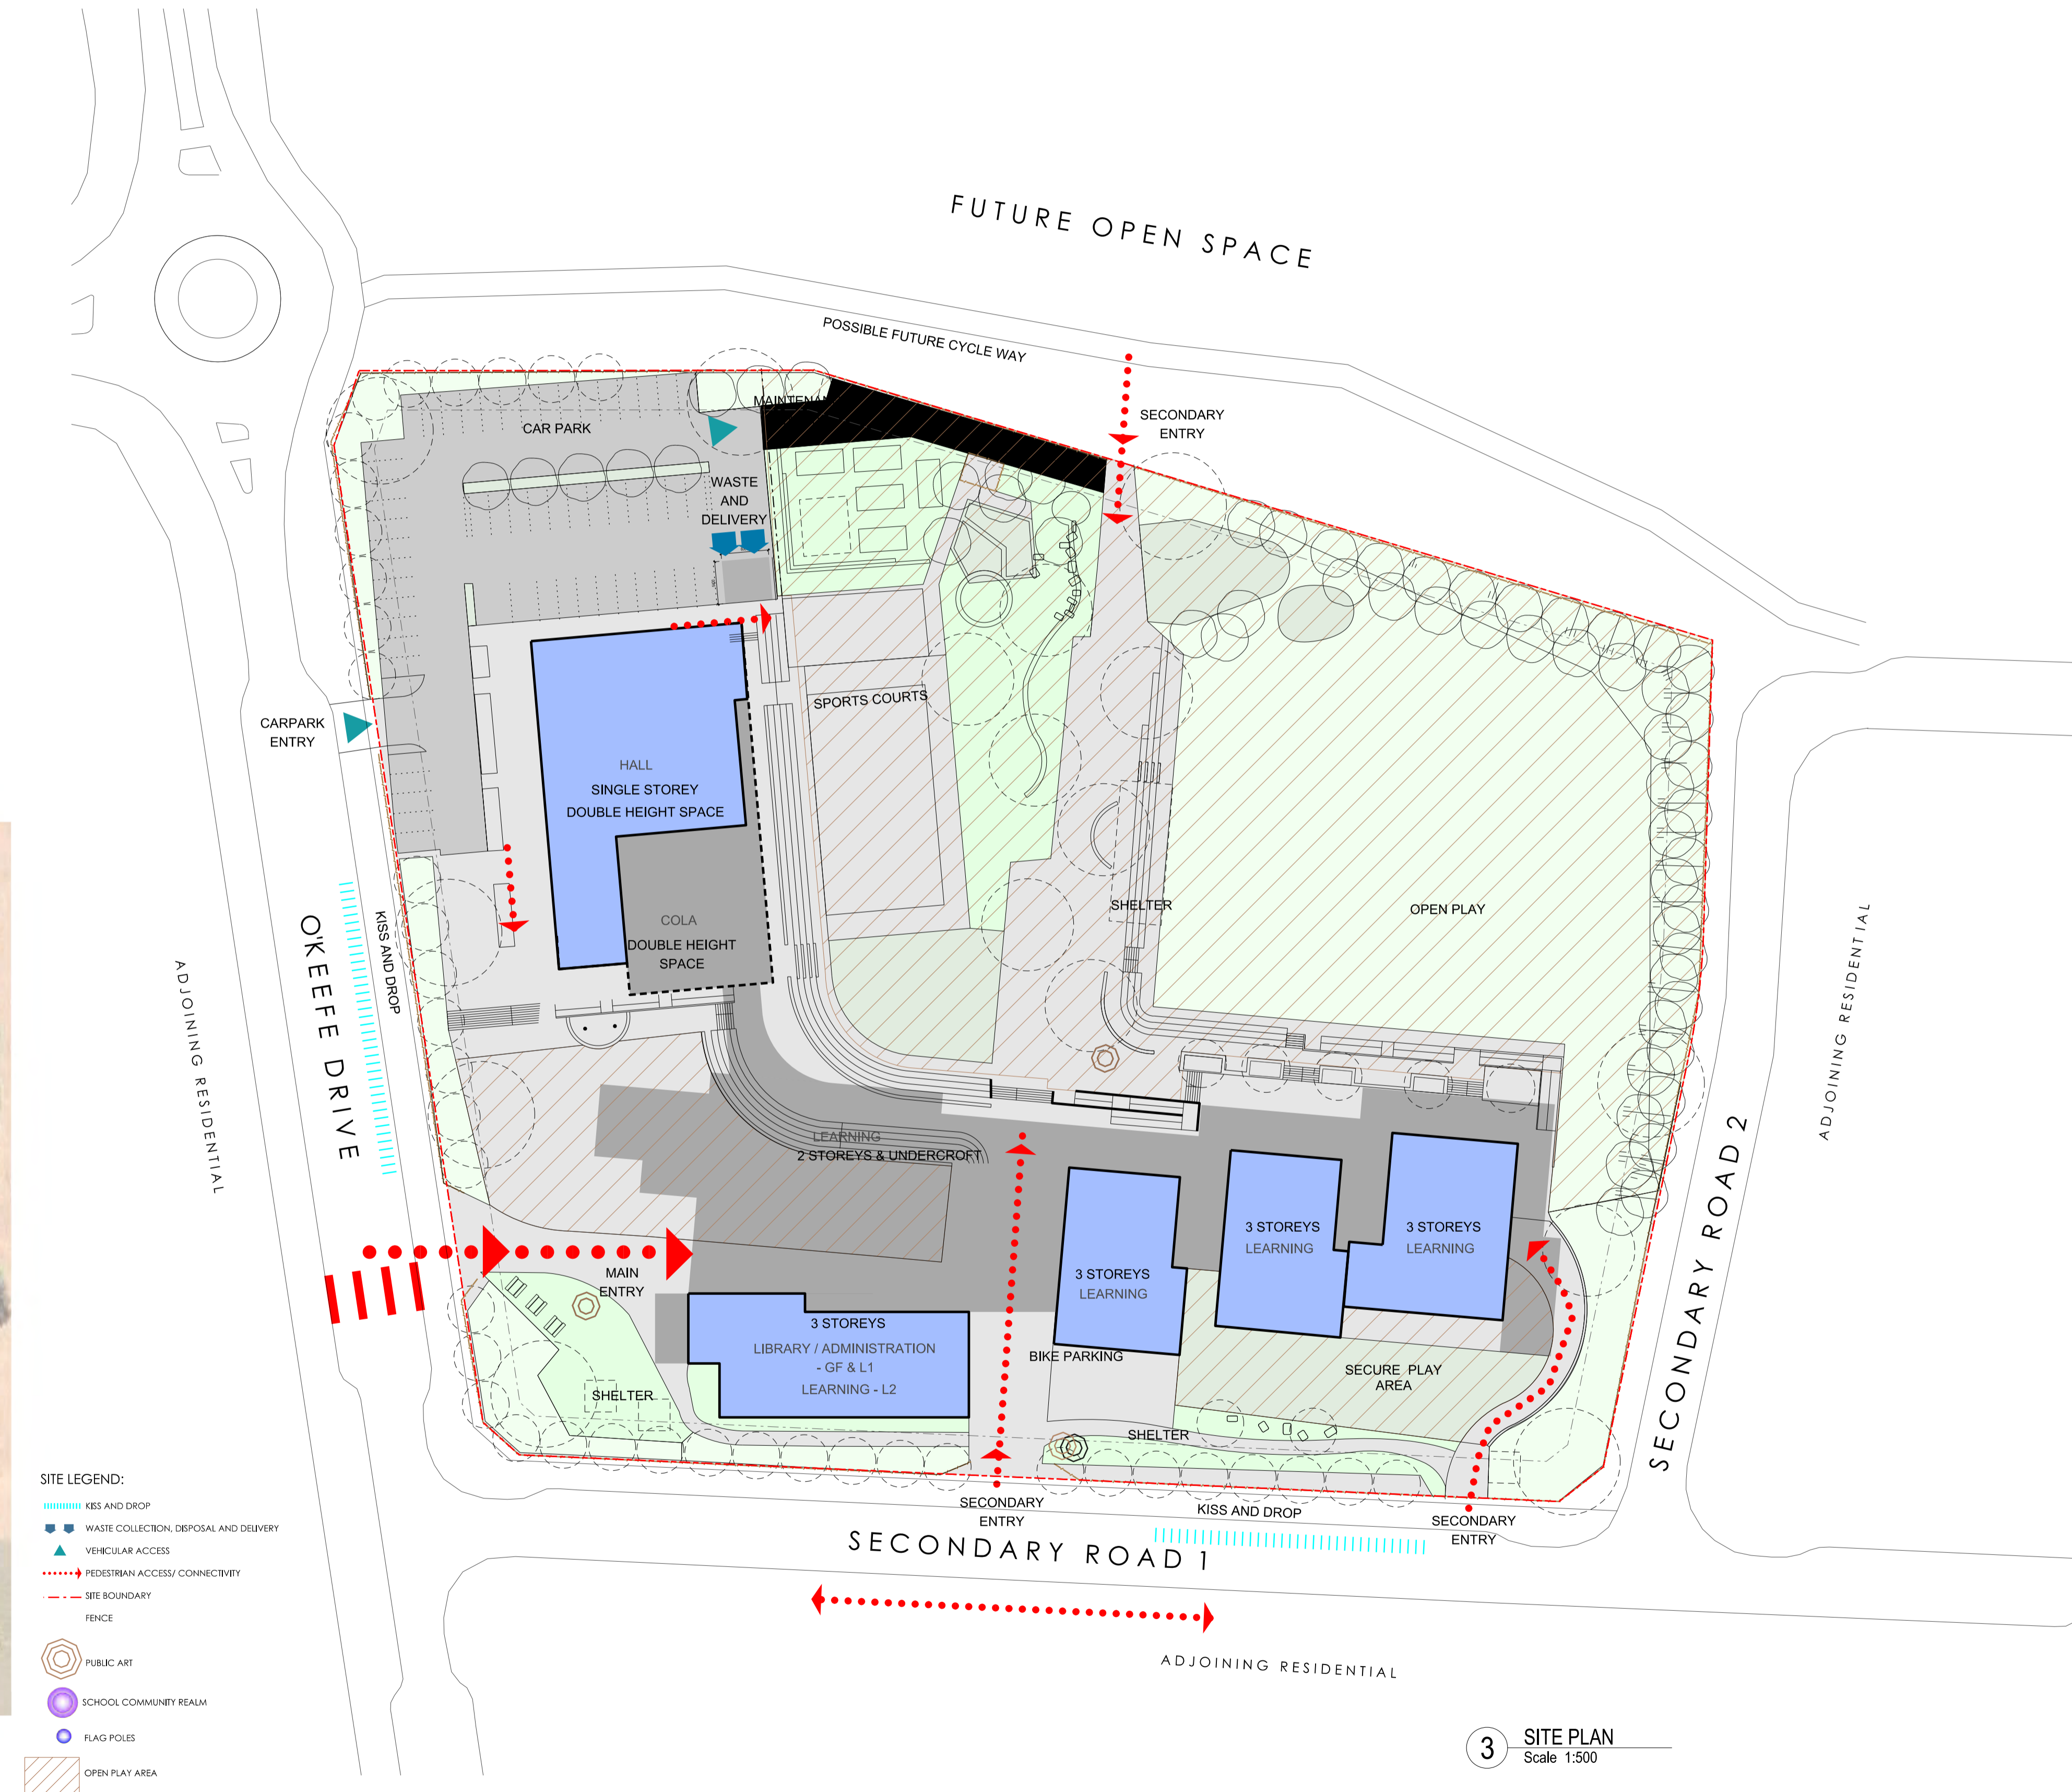 FUTURE OPEN SPACE
POSSIBLE FUTURE CYCLE WAY
SECONDARY
ENTRY
CAR PARK
WASTE
AND
DELIVERY
CARPARK
ENTRY
SPORTS COURTS
HALL
SINGLE STOREY
DOUBLE HEIGHT SPACE
COLA
DOUBLE HEIGHT
SPACE
SHELTER
OPEN PLAY
O'KEEFE DRIVE
KISS AND DROP
ADJOINING RESIDENTIAL
ADJOINING RESIDENTIAL
LEARNING
2 STOREYS & UNDERCROFT
MAIN
ENTRY
3 STOREYS
LEARNING
3 STOREYS
LEARNING
3 STOREYS
LEARNING
3 STOREYS
LIBRARY / ADMINISTRATION
- GF & L1
LEARNING - L2
BIKE PARKING
SECURE PLAY
AREA
SHELTER
SHELTER
SECONDARY ROAD 2
SECONDARY
ENTRY
KISS AND DROP
SECONDARY
ENTRY
SECONDARY ROAD 1
ADJOINING RESIDENTIAL
SITE LEGEND:
KISS AND DROP
WASTE COLLECTION, DISPOSAL AND DELIVERY
VEHICULAR ACCESS
PEDESTRIAN ACCESS/ CONNECTIVITY
SITE BOUNDARY
FENCE
PUBLIC ART
SCHOOL COMMUNITY REALM
FLAG POLES
OPEN PLAY AREA
3
SITE PLAN
Scale 1:500